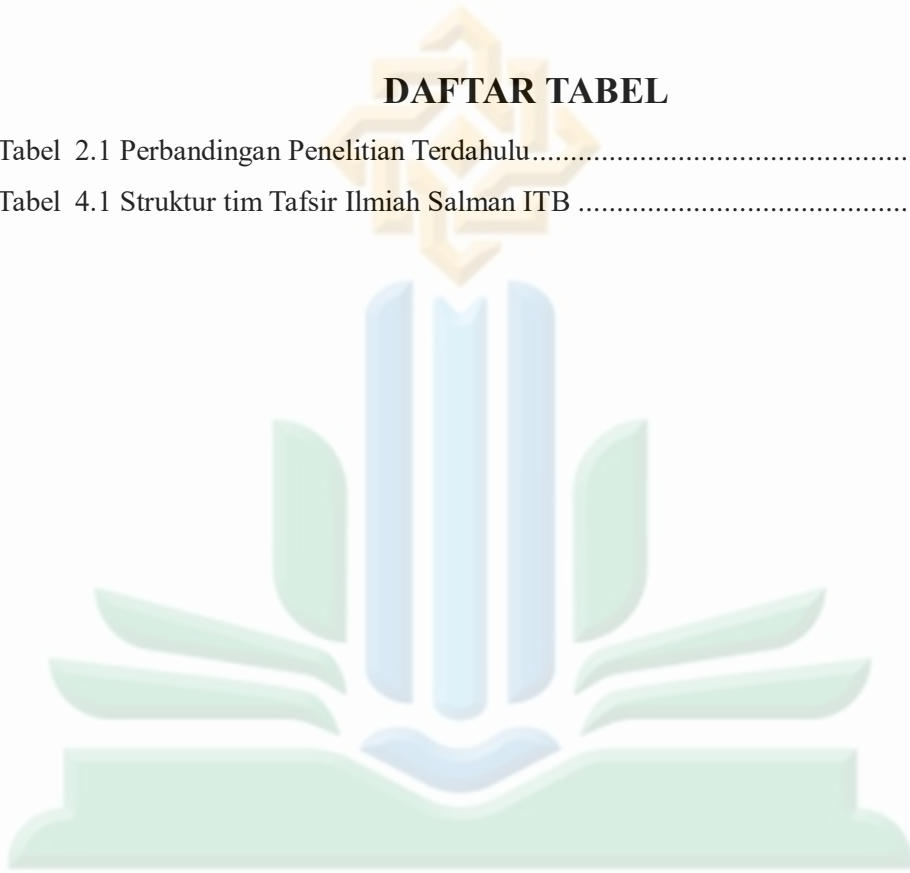 DAFTAR TABEL
Tabel 2.1 Perbandingan Penelitian Terdahulu..................................................
Tabel 4.1 Struktur tim Tafsir Ilmiah Salman ITB ............................................